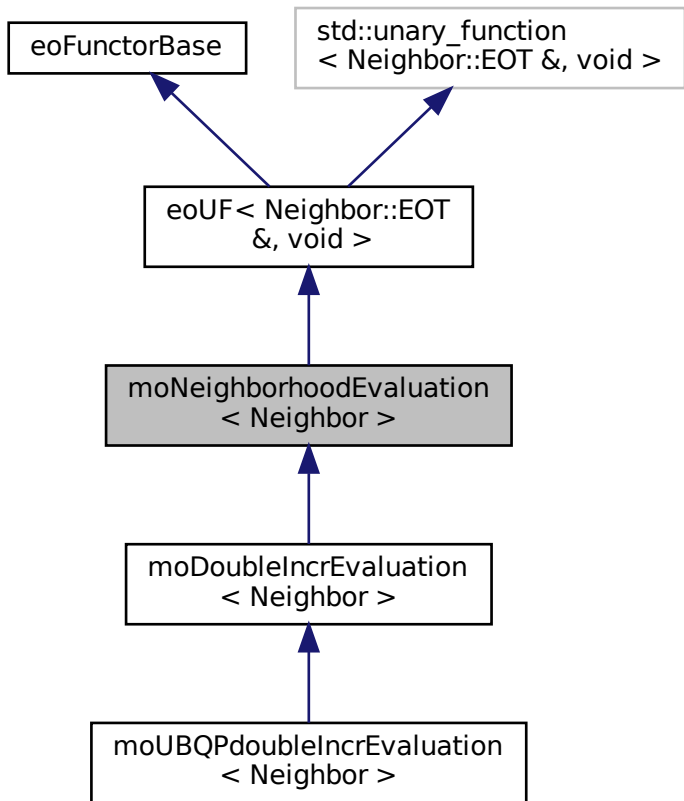 eoFunctorBase
std::unary_function
< Neighbor::EOT &, void >
eoUF< Neighbor::EOT
&, void >
moNeighborhoodEvaluation
< Neighbor >
moDoubleIncrEvaluation
< Neighbor >
moUBQPdoubleIncrEvaluation
< Neighbor >